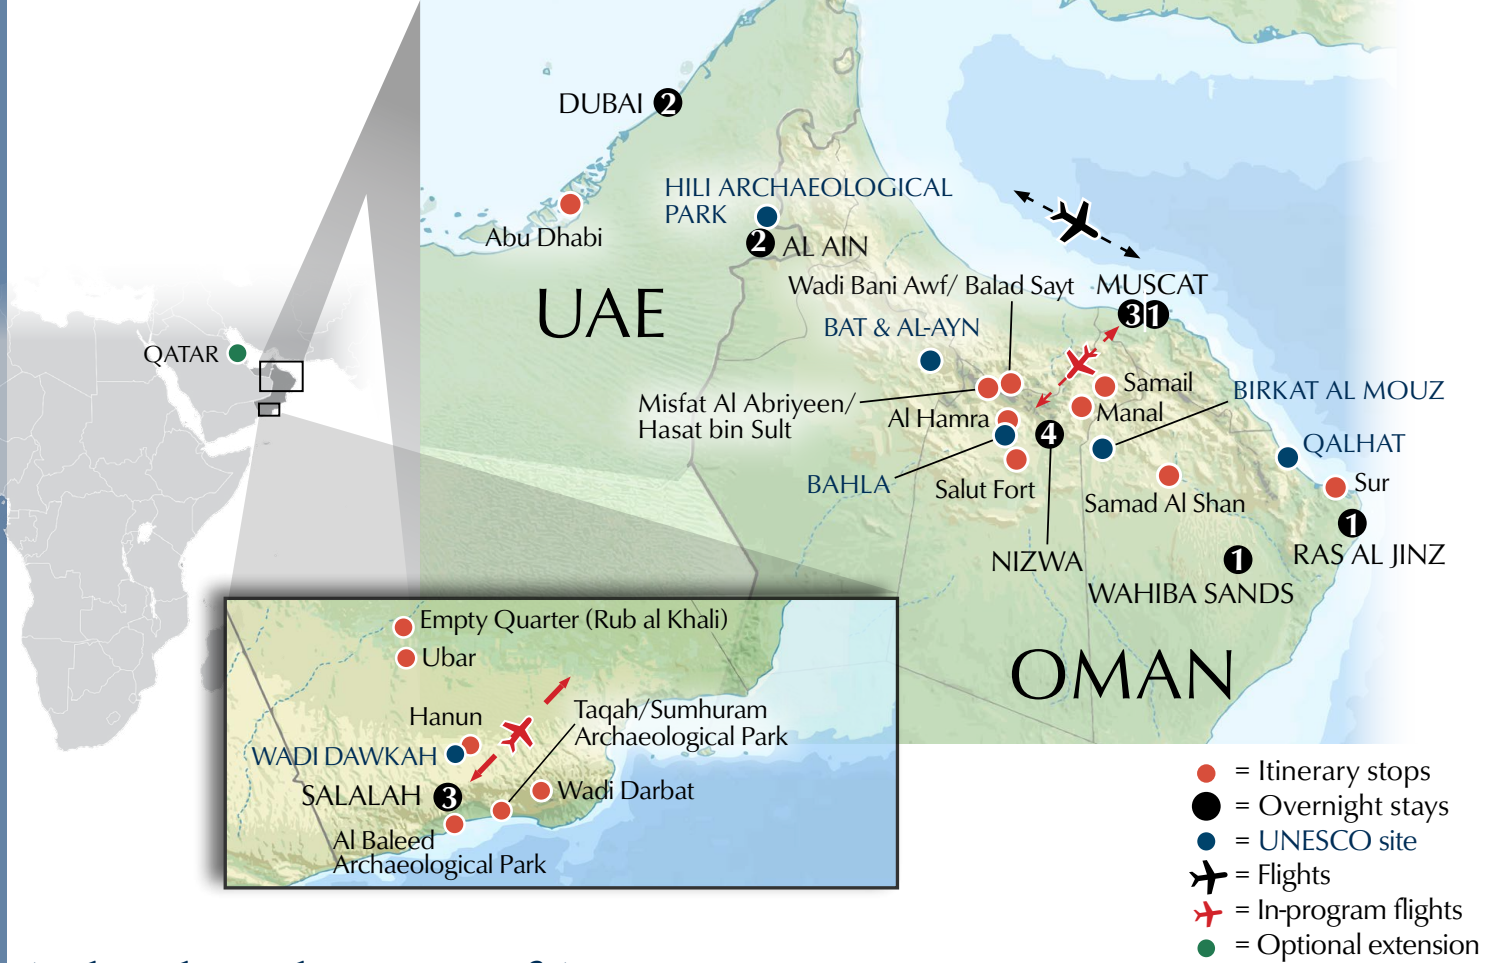 DUBAI 2
HILI ARCHAEOLOGICAL
PARK
Abu Dhabi
2 AL AIN
UAE
Wadi Bani Awf/ Balad Sayt
MUSCAT
3 1
BAT & AL-AYN
QATAR
Samail
BIRKAT AL MOUZ
Misfat Al Abriyeen/
Hasat bin Sult
Manal
Al Hamra
4
QALHAT
BAHLA
Salut Fort
Sur
Samad Al Shan
1
RAS AL JINZ
NIZWA
1
WAHIBA SANDS
OMAN
Empty Quarter (Rub al Khali)
Ubar
Hanun
Taqah/Sumhuram
Archaeological Park
WADI DAWKAH
SALALAH 3
Wadi Darbat
Al Baleed
Archaeological Park
= Itinerary stops
= Overnight stays
= UNESCO site
= Flights
= In-program flights
= Optional extension